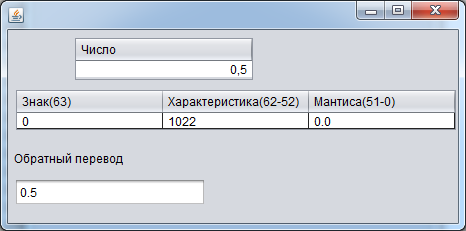 Число
0,5
Знак(63) Характеристика(62-52) Мантиса(51-0)
0 1022 0.0
Обратный перевод
0.5